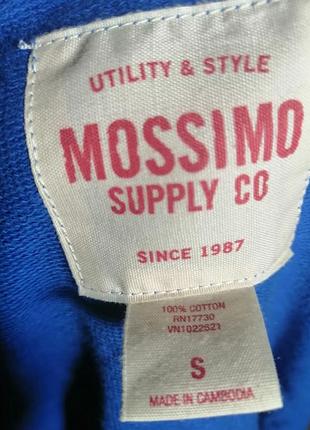 UTILITY & STYLE
MOSSIMO
SUPPLY CO
SINCE 1987
100% COTTON
RN17730
VN1022521
S
MADE IN CAMBODIA